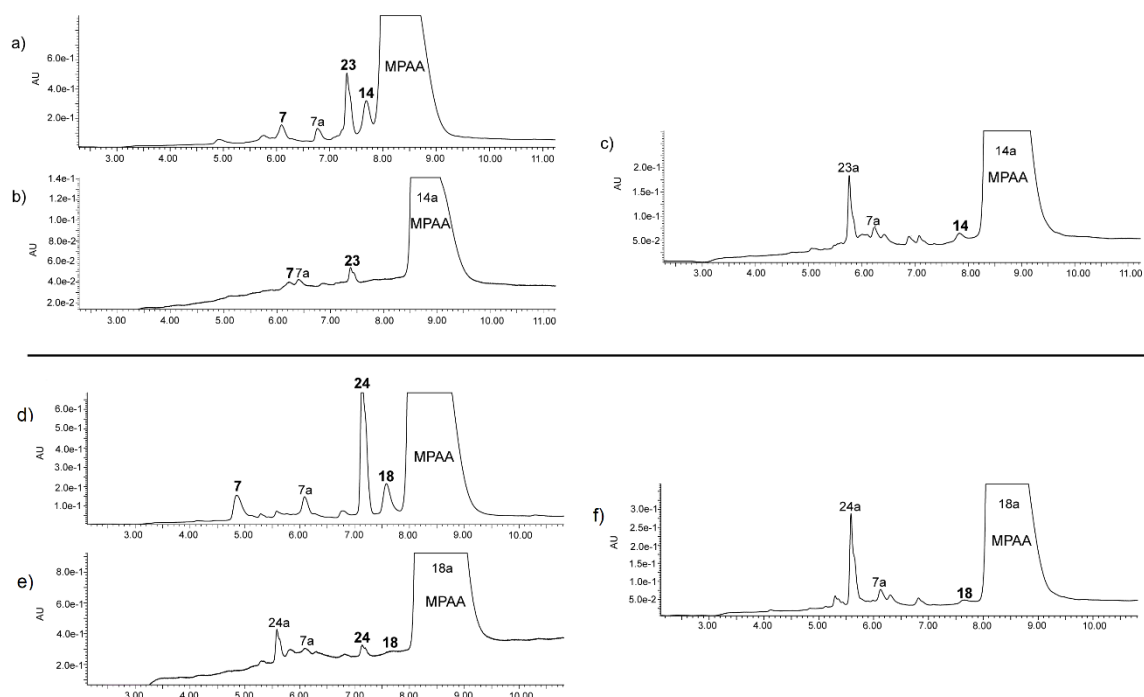 a)
AU
6.0e-1
4.0e-1
2.0e-1
7
7a
23
14
MPAA
3.00 4.00 5.00 6.00 7.00 8.00 9.00 10.00 11.00
b)
AU
1.4e-1
1.2e-1
1.0e-1
8.0e-2
6.0e-2
4.0e-2
2.0e-2
7 7a
23
14a
MPAA
3.00 4.00 5.00 6.00 7.00 8.00 9.00 10.00 11.00
c)
AU
2.0e-1
1.5e-1
1.0e-1
5.0e-2
23a
7a
14
14a
MPAA
3.00 4.00 5.00 6.00 7.00 8.00 9.00 10.00 11.00
d)
AU
6.0e-1
5.0e-1
4.0e-1
3.0e-1
2.0e-1
1.0e-1
7
7a
24
18
MPAA
3.00 4.00 5.00 6.00 7.00 8.00 9.00 10.00
e)
AU
8.0e-1
6.0e-1
4.0e-1
2.0e-1
24a
7a
24
18
18a
MPAA
3.00 4.00 5.00 6.00 7.00 8.00 9.00 10.00
f)
AU
3.0e-1
2.5e-1
2.0e-1
1.5e-1
1.0e-1
5.0e-2
24a
7a
18
18a
MPAA
3.00 4.00 5.00 6.00 7.00 8.00 9.00 10.00